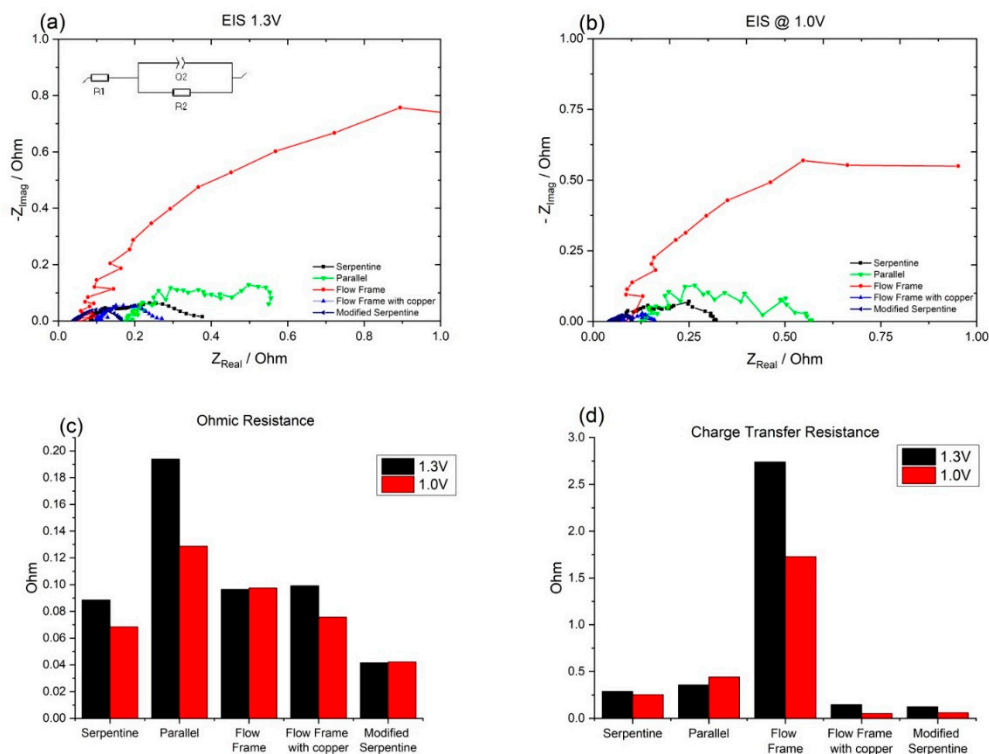 (a)
EIS 1.3V
1.0
0.8
0.6
0.4
0.2
0.0
-Z_Imag / Ohm
R1
Q2
R2
Serpentine
Parallel
Flow Frame
Flow Frame with copper
Modified Serpentine
0.0 0.2 0.4 0.6 0.8 1.0
Z_Real / Ohm
(b)
EIS @ 1.0V
1.00
0.75
0.50
0.25
0.00
- Z_Imag / Ohm
Serpentine
Parallel
Flow Frame
Flow Frame with copper
Modified Serpentine
0.00 0.25 0.50 0.75 1.00
Z_Real / Ohm
(c)
Ohmic Resistance
0.20
0.18
0.16
0.14
0.12
0.10
0.08
0.06
0.04
0.02
0.00
Ohm
1.3V
1.0V
Serpentine Parallel Flow Frame Flow Frame with copper Modified Serpentine
(d)
Charge Transfer Resistance
3.0
2.5
2.0
1.5
1.0
0.5
0.0
Ohm
1.3V
1.0V
Serpentine Parallel Flow Frame Flow Frame with copper Modified Serpentine